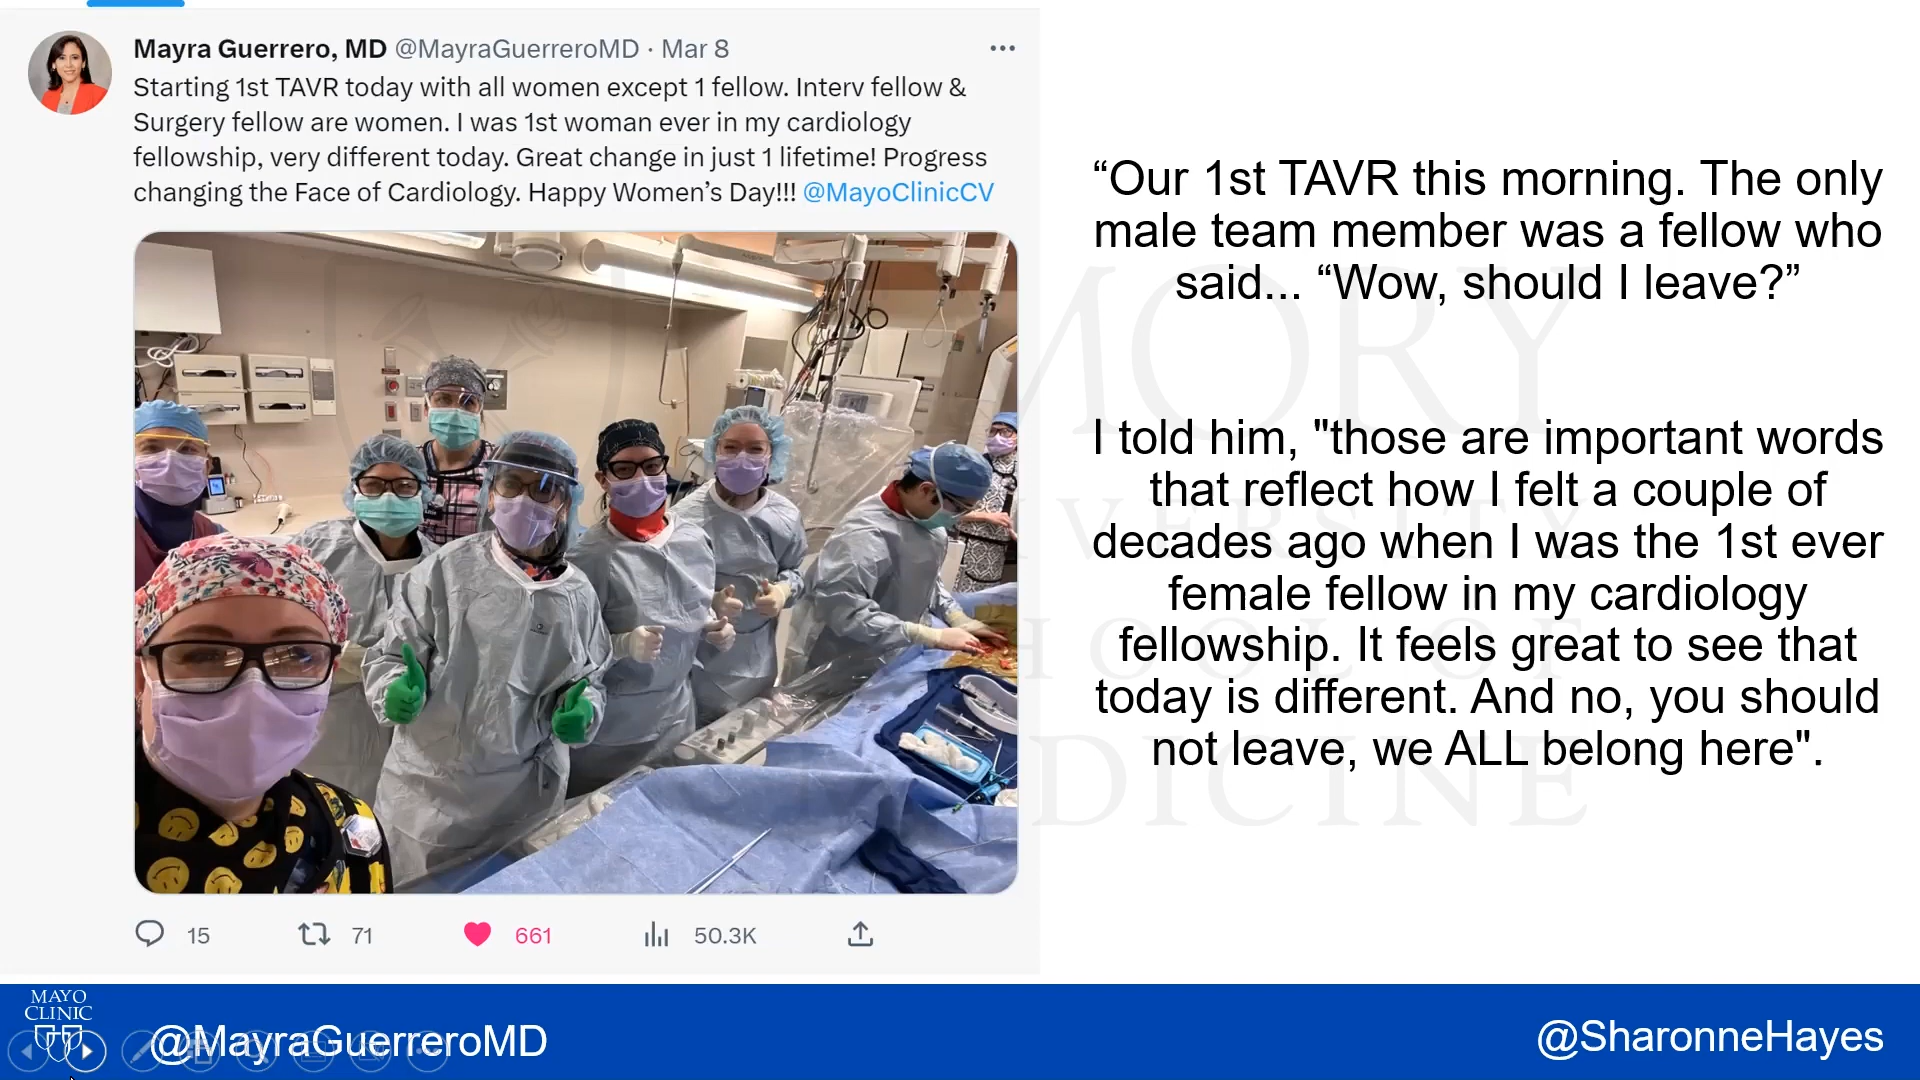 Mayra Guerrero, MD @MayraGuerreroMD · Mar 8
Starting 1st TAVR today with all women except 1 fellow. Interv fellow &
Surgery fellow are women. I was 1st woman ever in my cardiology
fellowship, very different today. Great change in just 1 lifetime! Progress
changing the Face of Cardiology. Happy Women’s Day!!! @MayoClinicCV
15
71
661
50.3K
“Our 1st TAVR this morning. The only
male team member was a fellow who
said... “Wow, should I leave?”
I told him, "those are important words
that reflect how I felt a couple of
decades ago when I was the 1st ever
female fellow in my cardiology
fellowship. It feels great to see that
today is different. And no, you should
not leave, we ALL belong here".
MAYO
CLINIC
@MayraGuerreroMD
@SharonneHayes